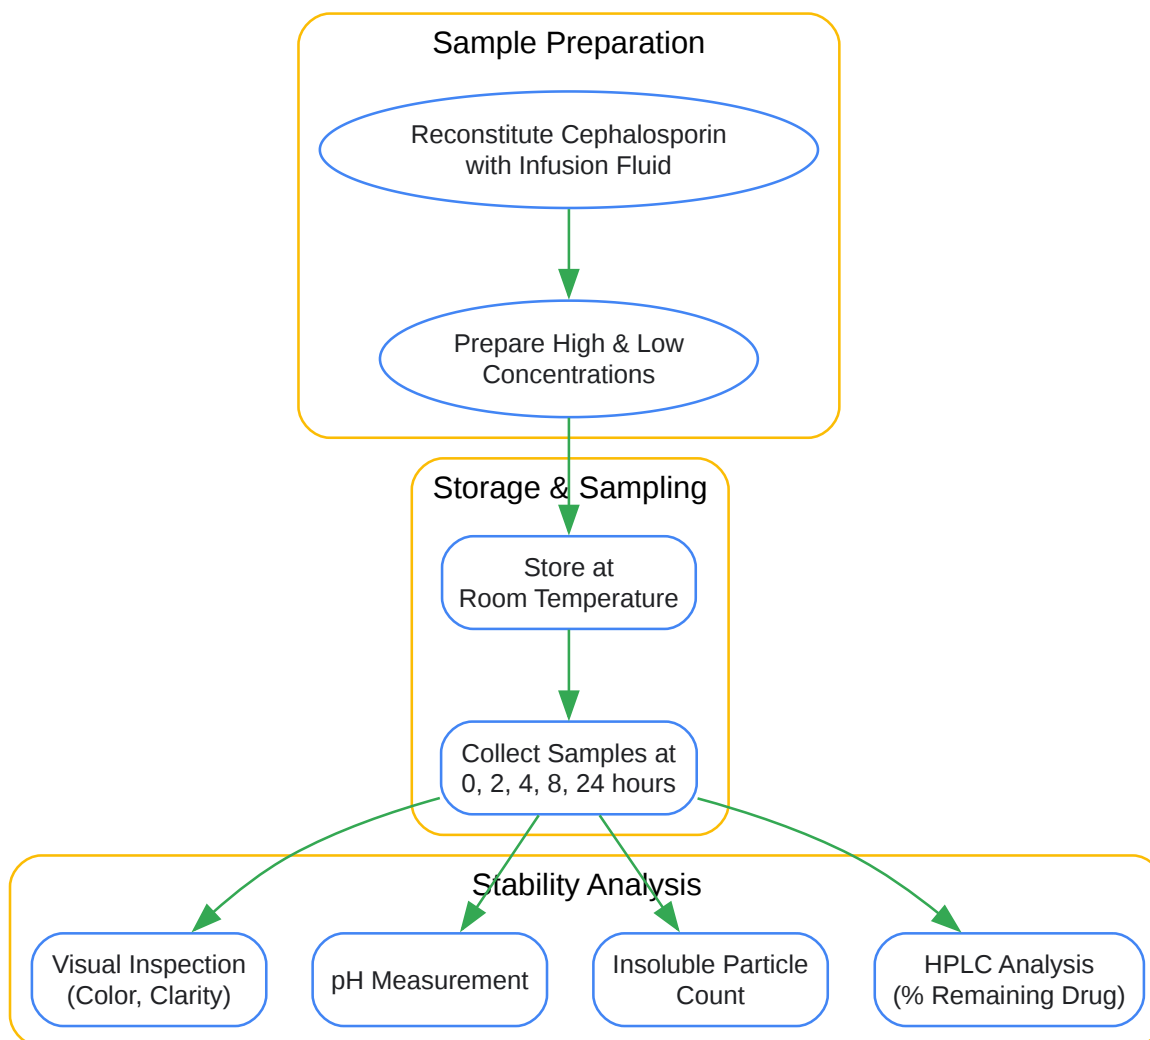 Sample Preparation
Reconstitute Cephalosporin
with Infusion Fluid
Prepare High & Low
Concentrations
Storage & Sampling
Store at
Room Temperature
Collect Samples at
0, 2, 4, 8, 24 hours
Stability Analysis
Visual Inspection
(Color, Clarity)
pH Measurement
Insoluble Particle
Count
HPLC Analysis
(% Remaining Drug)